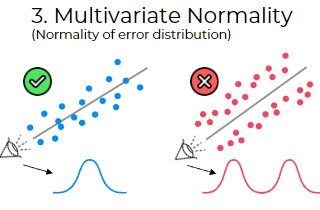 3. Multivariate Normality
(Normality of error distribution)